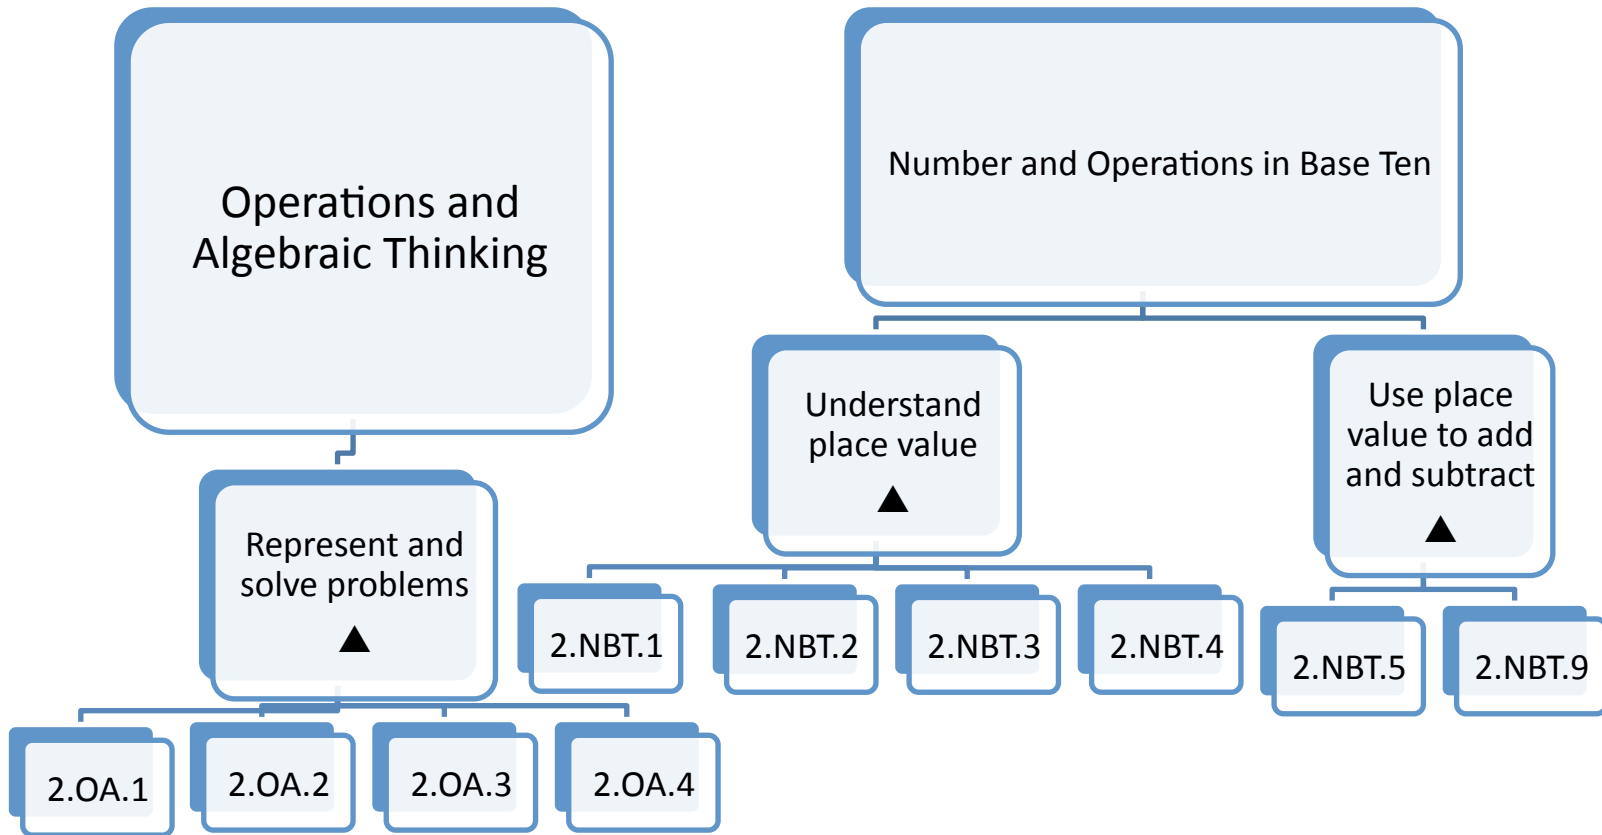 Operations and
Algebraic Thinking
Number and Operations in Base Ten
Represent and
solve problems
▲
Understand
place value
▲
Use place
value to add
and subtract
▲
2.OA.1
2.OA.2
2.OA.3
2.OA.4
2.NBT.1
2.NBT.2
2.NBT.3
2.NBT.4
2.NBT.5
2.NBT.9